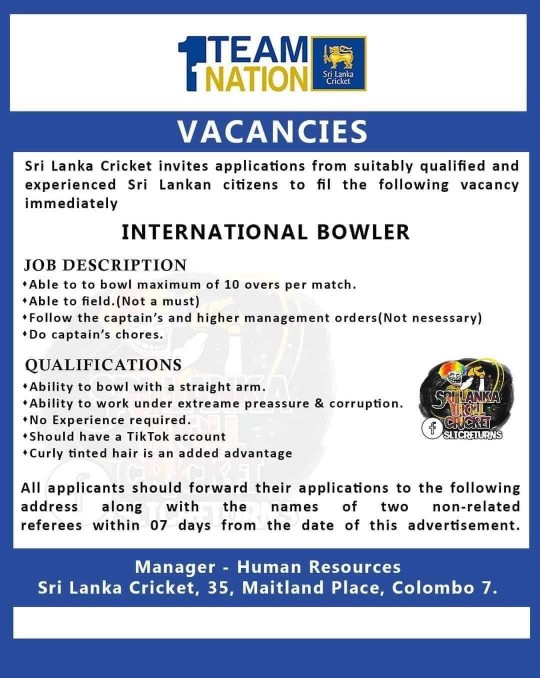 1 TEAM
NATION
Sri Lanka
Cricket
VACANCIES
Sri Lanka Cricket invites applications from suitably qualified and
experienced Sri Lankan citizens to fil the following vacancy
immediately
INTERNATIONAL BOWLER
JOB DESCRIPTION
♦Able to to bowl maximum of 10 overs per match.
♦Able to field.(Not a must)
♦Follow the captain's and higher management orders(Not nesessary)
♦Do captain's chores.
QUALIFICATIONS
♦Ability to bowl with a straight arm.
♦Ability to work under extreame preassure & corruption.
♦No Experience required.
♦Should have a TikTok account
♦Curly tinted hair is an added advantage
SRI LANKA
TROLL
CRICKET
f SLTCRETURNS
All applicants should forward their applications to the following
address along with the names of two non-related
referees within 07 days from the date of this advertisement.
Manager - Human Resources
Sri Lanka Cricket, 35, Maitland Place, Colombo 7.